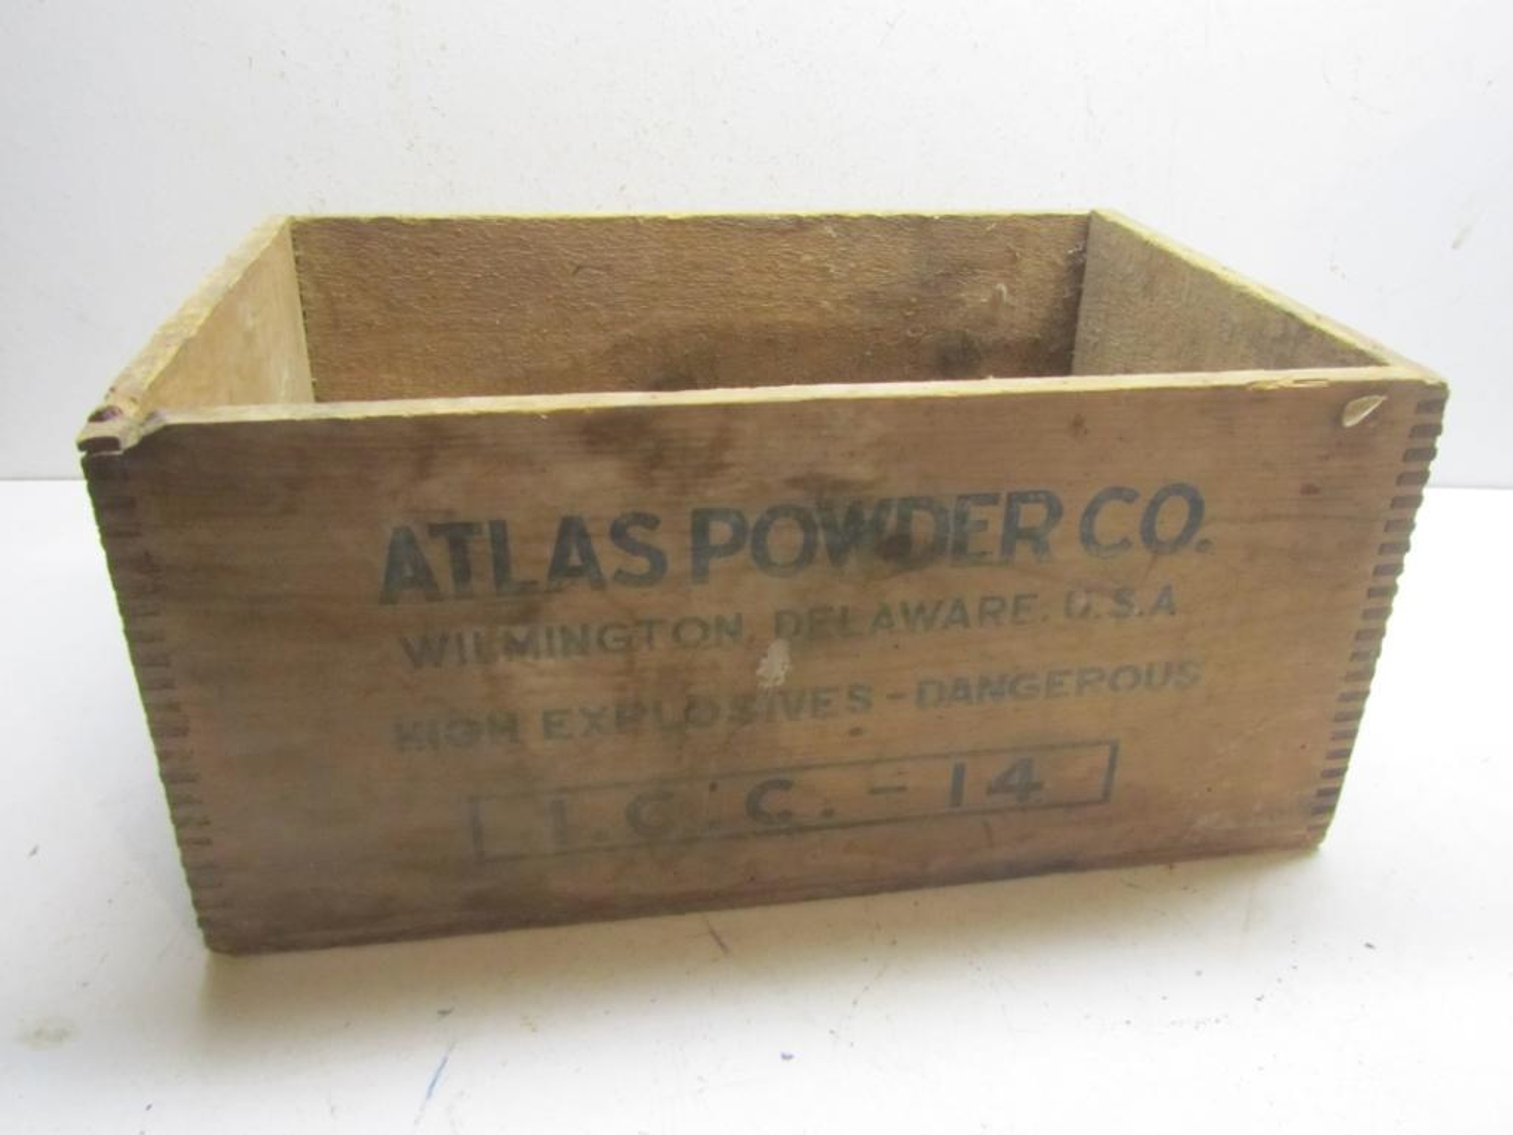 ATLAS POWDER CO.
WILMINGTON, DELAWARE, U.S.A
HIGH EXPLOSIVES - DANGEROUS
I.C.C. - 14